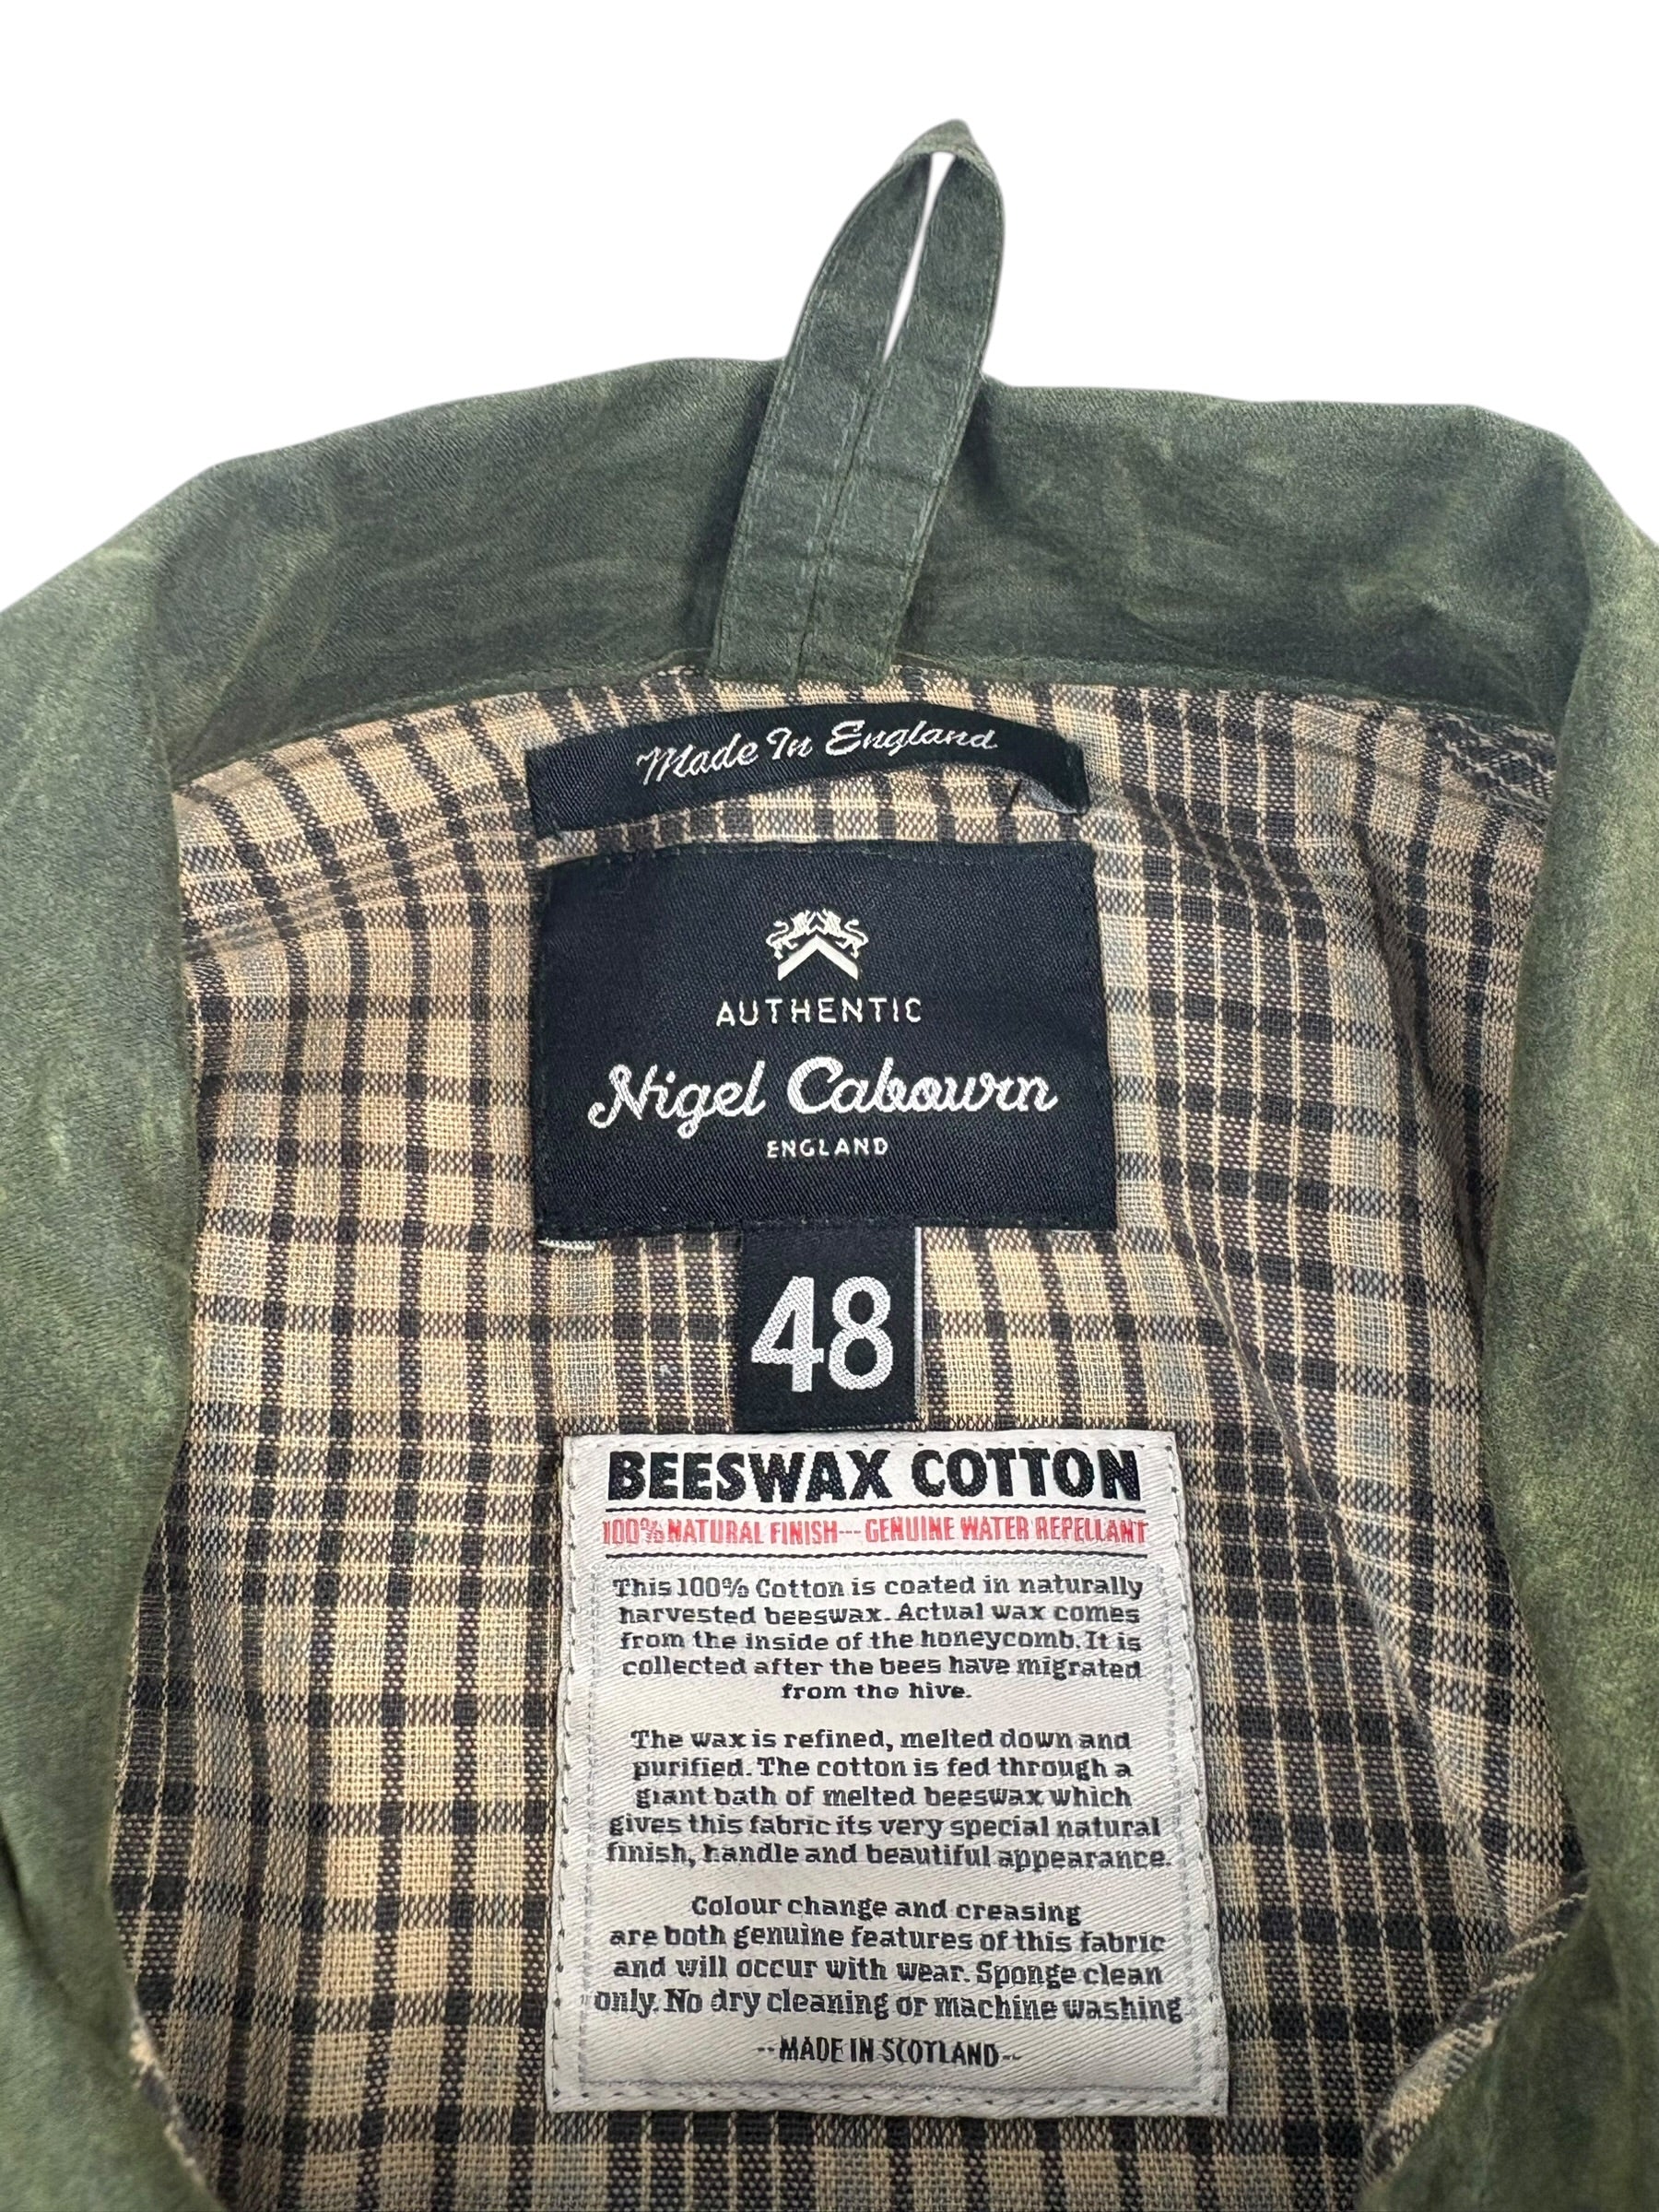 Made In England
AUTHENTIC
Nigel Cabourn
ENGLAND
48
BEESWAX COTTON
100% NATURAL FINISH---GENUINE WATER REPELLANT
This 100% Cotton is coated in naturally
harvested beeswax. Actual wax comes
from the inside of the honeycomb. It is
collected after the bees have migrated
from the hive.
The wax is refined, melted down and
purified. The cotton is fed through a
giant bath of melted beeswax which
gives this fabric its very special natural
finish, handle and beautiful appearance.
Colour change and creasing
are both genuine features of this fabric
and will occur with wear. Sponge clean
only. No dry cleaning or machine washing
--MADE IN SCOTLAND--